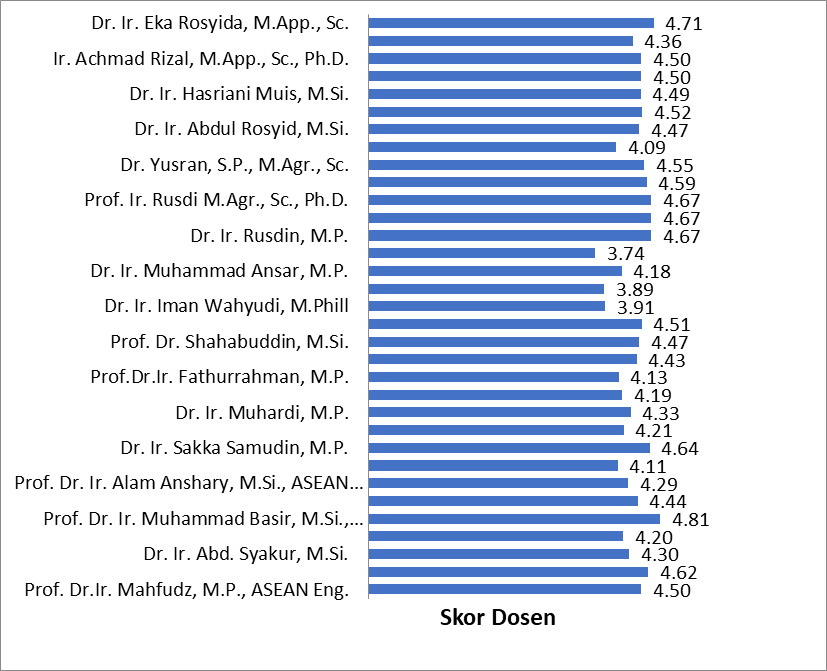 Dr. Ir. Eka Rosyida, M.App., Sc. 4.71
4.36
Ir. Achmad Rizal, M.App., Sc., Ph.D. 4.50
4.50
Dr. Ir. Hasriani Muis, M.Si. 4.49
4.52
Dr. Ir. Abdul Rosyid, M.Si. 4.47
4.09
Dr. Yusran, S.P., M.Agr., Sc. 4.55
4.59
Prof. Ir. Rusdi M.Agr., Sc., Ph.D. 4.67
4.67
Dr. Ir. Rusdin, M.P. 4.67
3.74
Dr. Ir. Muhammad Ansar, M.P. 4.18
3.89
Dr. Ir. Iman Wahyudi, M.Phill 3.91
4.51
Prof. Dr. Shahabuddin, M.Si. 4.47
4.43
Prof.Dr.Ir. Fathurrahman, M.P. 4.13
4.19
Dr. Ir. Muhardi, M.P. 4.33
4.21
Dr. Ir. Sakka Samudin, M.P. 4.64
4.11
Prof. Dr. Ir. Alam Anshary, M.Si., ASEAN... 4.29
4.44
Prof. Dr. Ir. Muhammad Basir, M.Si.,... 4.81
4.20
Dr. Ir. Abd. Syakur, M.Si. 4.30
4.62
Prof. Dr.Ir. Mahfudz, M.P., ASEAN Eng. 4.50
Skor Dosen